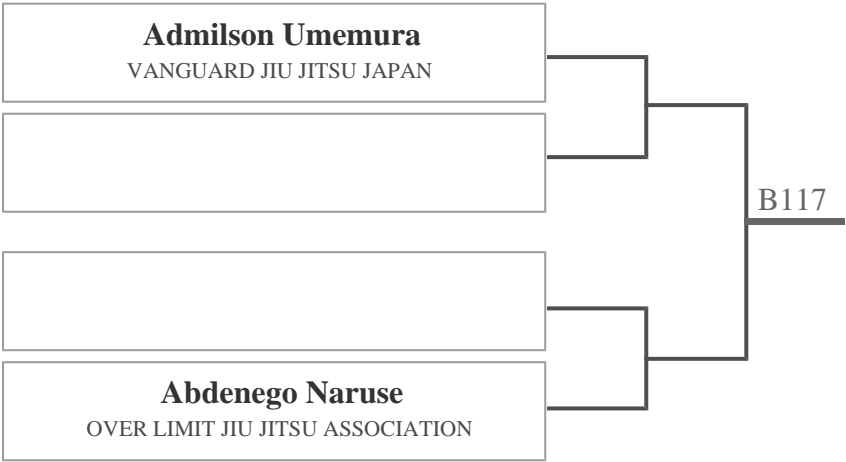 Admilson Umemura
VANGUARD JIU JITSU JAPAN
B117
Abdenego Naruse
OVER LIMIT JIU JITSU ASSOCIATION